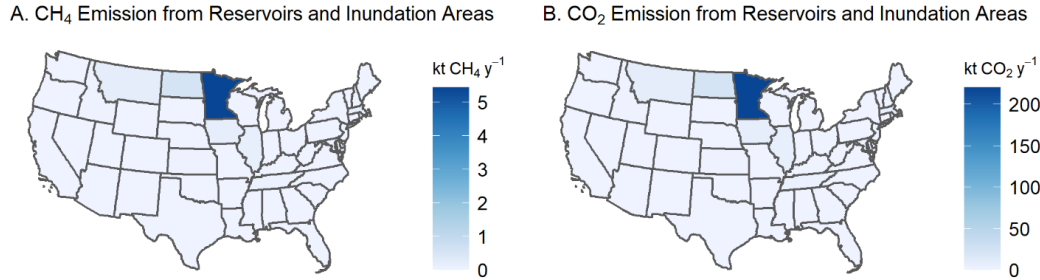 A. CH₄ Emission from Reservoirs and Inundation Areas
kt CH₄ y⁻¹
5
4
3
2
1
0
B. CO₂ Emission from Reservoirs and Inundation Areas
kt CO₂ y⁻¹
200
150
100
50
0